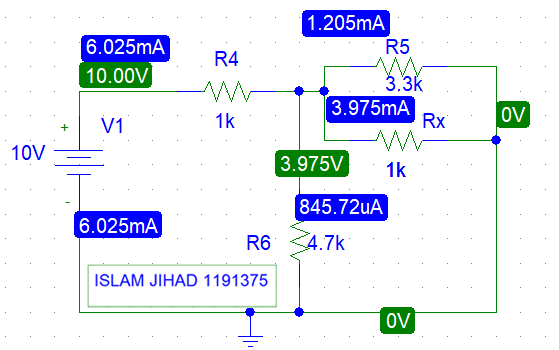 1.205mA
6.025mA
R4
R5
10.00V
3.3k
3.975mA
Rx
0V
1k
+
V1
10V
1k
3.975V
-
845.72uA
6.025mA
R6
4.7k
ISLAM JIHAD 1191375
0V